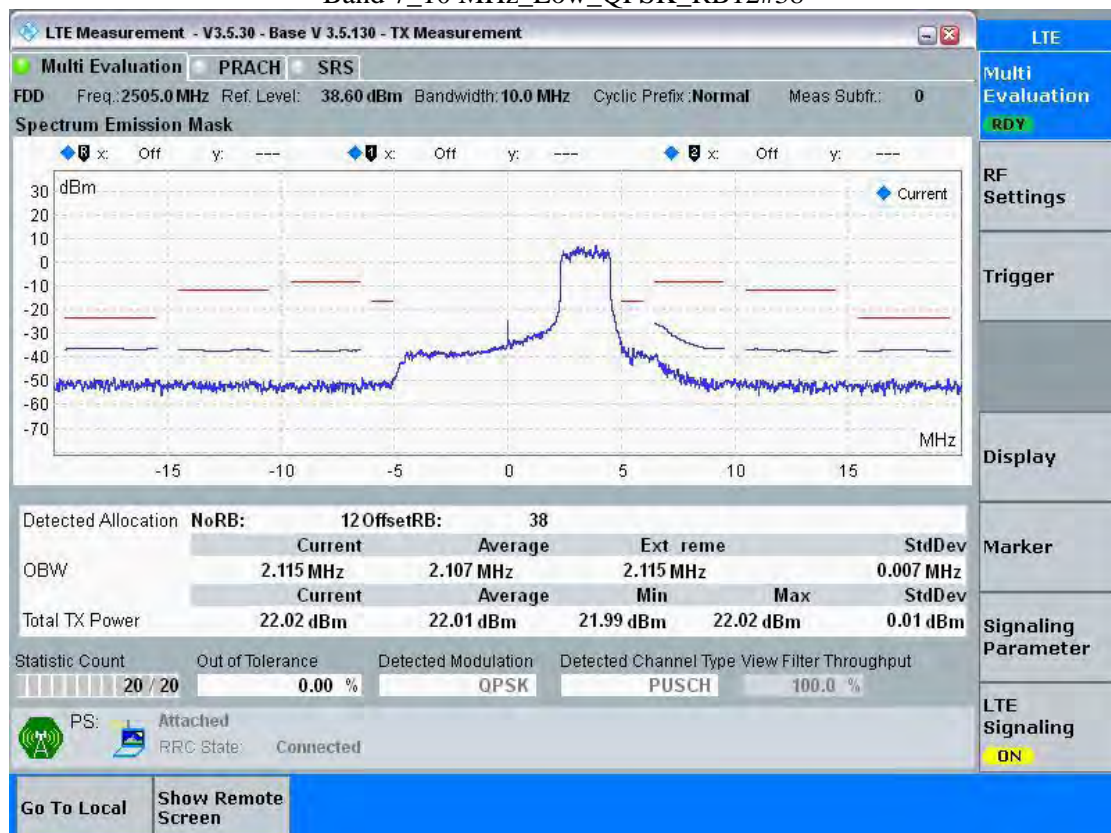 Band 7_10 MHz_Low_QPSK_RB12#38
LTE Measurement - V3.5.30 - Base V 3.5.130 - TX Measurement
LTE
Multi Evaluation PRACH SRS
Multi Evaluation
RDY
FDD Freq.:2505.0 MHz Ref. Level: 38.60 dBm Bandwidth: 10.0 MHz Cyclic Prefix :Normal Meas Subfr.: 0
Spectrum Emission Mask
R x: Off y: --- 1 x: Off y: --- 2 x: Off y: ---
dBm
Current
30
20
10
0
-10
-20
-30
-40
-50
-60
-70
MHz
-15 -10 -5 0 5 10 15
RF Settings
Trigger
Display
Marker
Signaling Parameter
LTE Signaling
ON
Detected Allocation NoRB: 12 OffsetRB: 38
Current Average Ext reme StdDev
OBW 2.115 MHz 2.107 MHz 2.115 MHz 0.007 MHz
Current Average Min Max StdDev
Total TX Power 22.02 dBm 22.01 dBm 21.99 dBm 22.02 dBm 0.01 dBm
Statistic Count Out of Tolerance Detected Modulation Detected Channel Type View Filter Throughput
20 / 20 0.00 % QPSK PUSCH 100.0 %
PS: Attached
RRC State: Connected
Go To Local Show Remote Screen